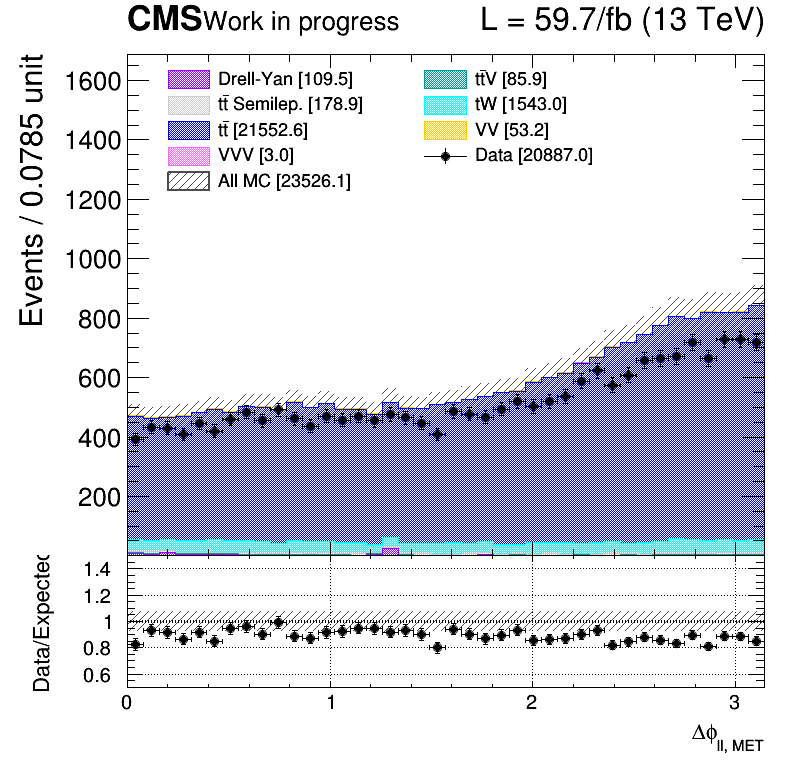 CMS Work in progress L = 59.7/fb (13 TeV)
Events / 0.0785 unit
1600
1400
1200
1000
800
600
400
200
Drell-Yan [109.5]
tt̄ Semilep. [178.9]
tt̄ [21552.6]
VVV [3.0]
All MC [23526.1]
tt̄V [85.9]
tW [1543.0]
VV [53.2]
Data [20887.0]
Data/Expected
1.4
1.2
1
0.8
0.6
0 1 2 3
Δϕ ll, MET